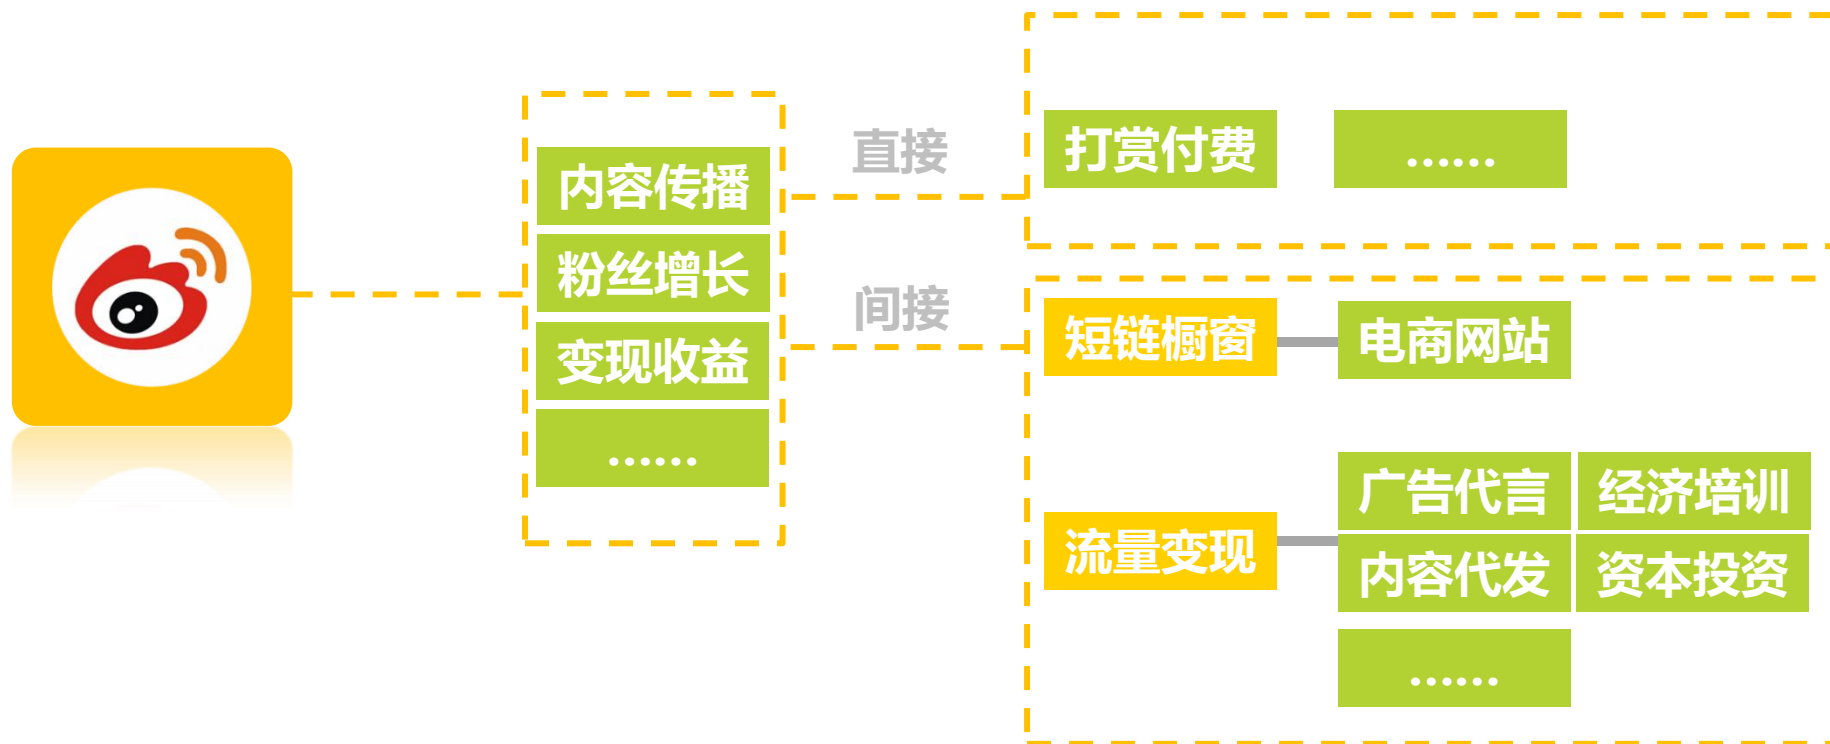 内容传播
粉丝增长
变现收益
......
直接
间接
打赏付费
......
短链橱窗
电商网站
流量变现
广告代言
经济培训
内容代发
资本投资
......